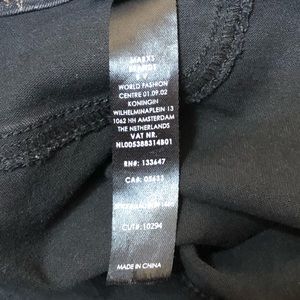 B.V.
WORLD FASHION
CENTRE 01.09.02
KONINGIN
WILHELMINAPLEIN 13
1062 HH AMSTERDAM
THE NETHERLANDS
VAT NR.
NL005388314B01
RN#: 133647
CA#: 05633
CUT#: 10294
MADE IN CHINA